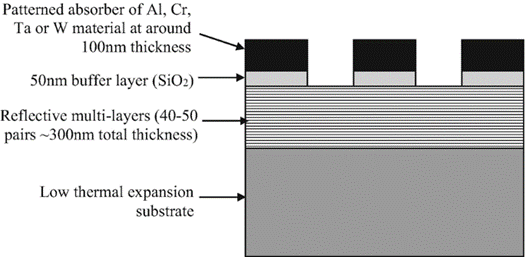 Patterned absorber of Al, Cr,
Ta or W material at around
100nm thickness
50nm buffer layer (SiO₂)
Reflective multi-layers (40-50
pairs ~300nm total thickness)
Low thermal expansion
substrate